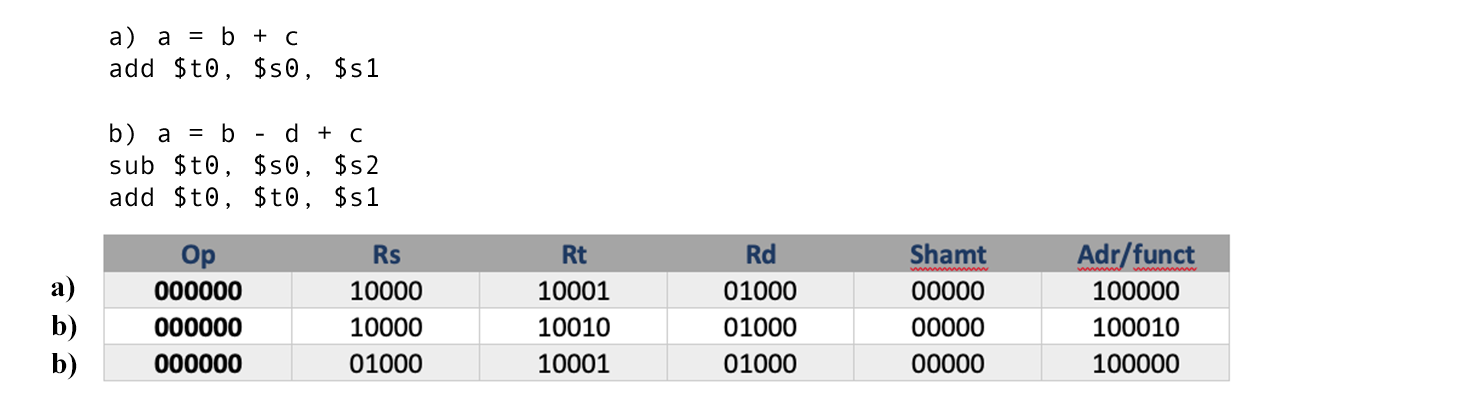 a) a = b + c
add $t0, $s0, $s1
b) a = b - d + c
sub $t0, $s0, $s2
add $t0, $t0, $s1
Op Rs Rt Rd Shamt Adr/funct
a) 000000 10000 10001 01000 00000 100000
b) 000000 10000 10010 01000 00000 100010
b) 000000 01000 10001 01000 00000 100000